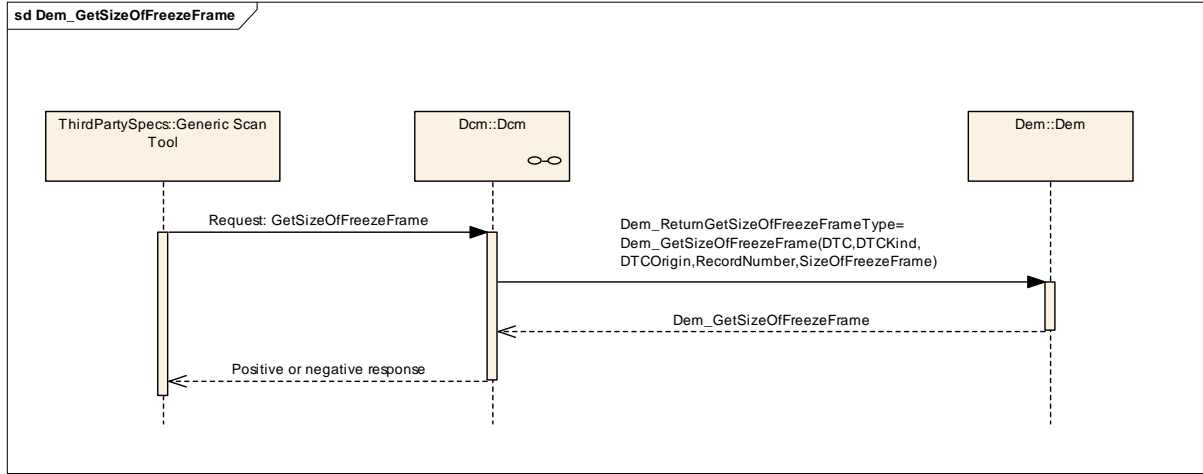 sd Dem_GetSizeOfFreezeFrame
ThirdPartySpecs::Generic Scan
Tool
Dcm::Dcm
Dem::Dem
Request: GetSizeOfFreezeFrame
Dem_ReturnGetSizeOfFreezeFrameType=
Dem_GetSizeOfFreezeFrame(DTC,DTCKind,
DTCOrigin,RecordNumber,SizeOfFreezeFrame)
Dem_GetSizeOfFreezeFrame
Positive or negative response